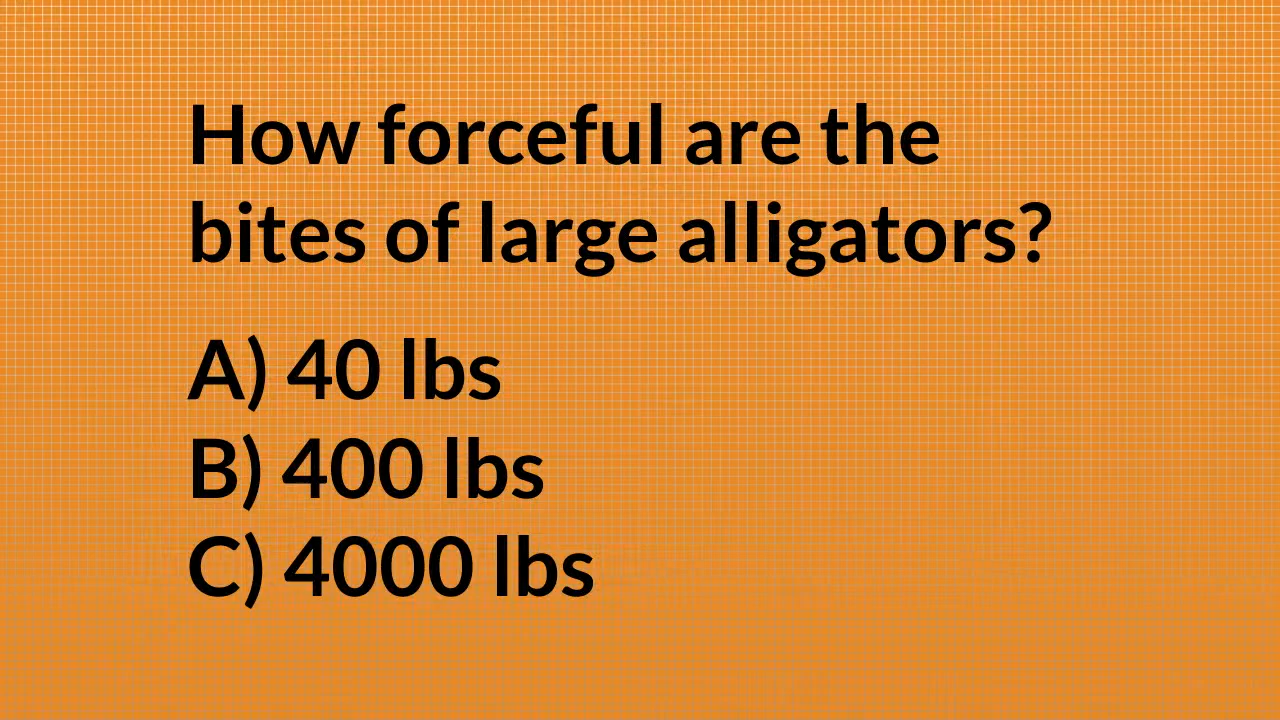 How forceful are the
bites of large alligators?
A) 40 lbs
B) 400 lbs
C) 4000 lbs